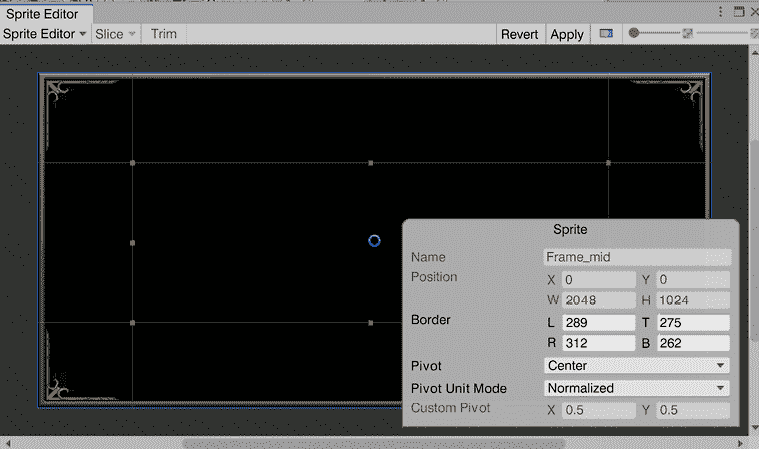 Sprite Editor
Sprite Editor Slice Trim Revert Apply
Sprite
Name Frame_mid
Position X 0 Y 0
W 2048 H 1024
Border L 289 T 275
R 312 B 262
Pivot Center
Pivot Unit Mode Normalized
Custom Pivot X 0.5 Y 0.5